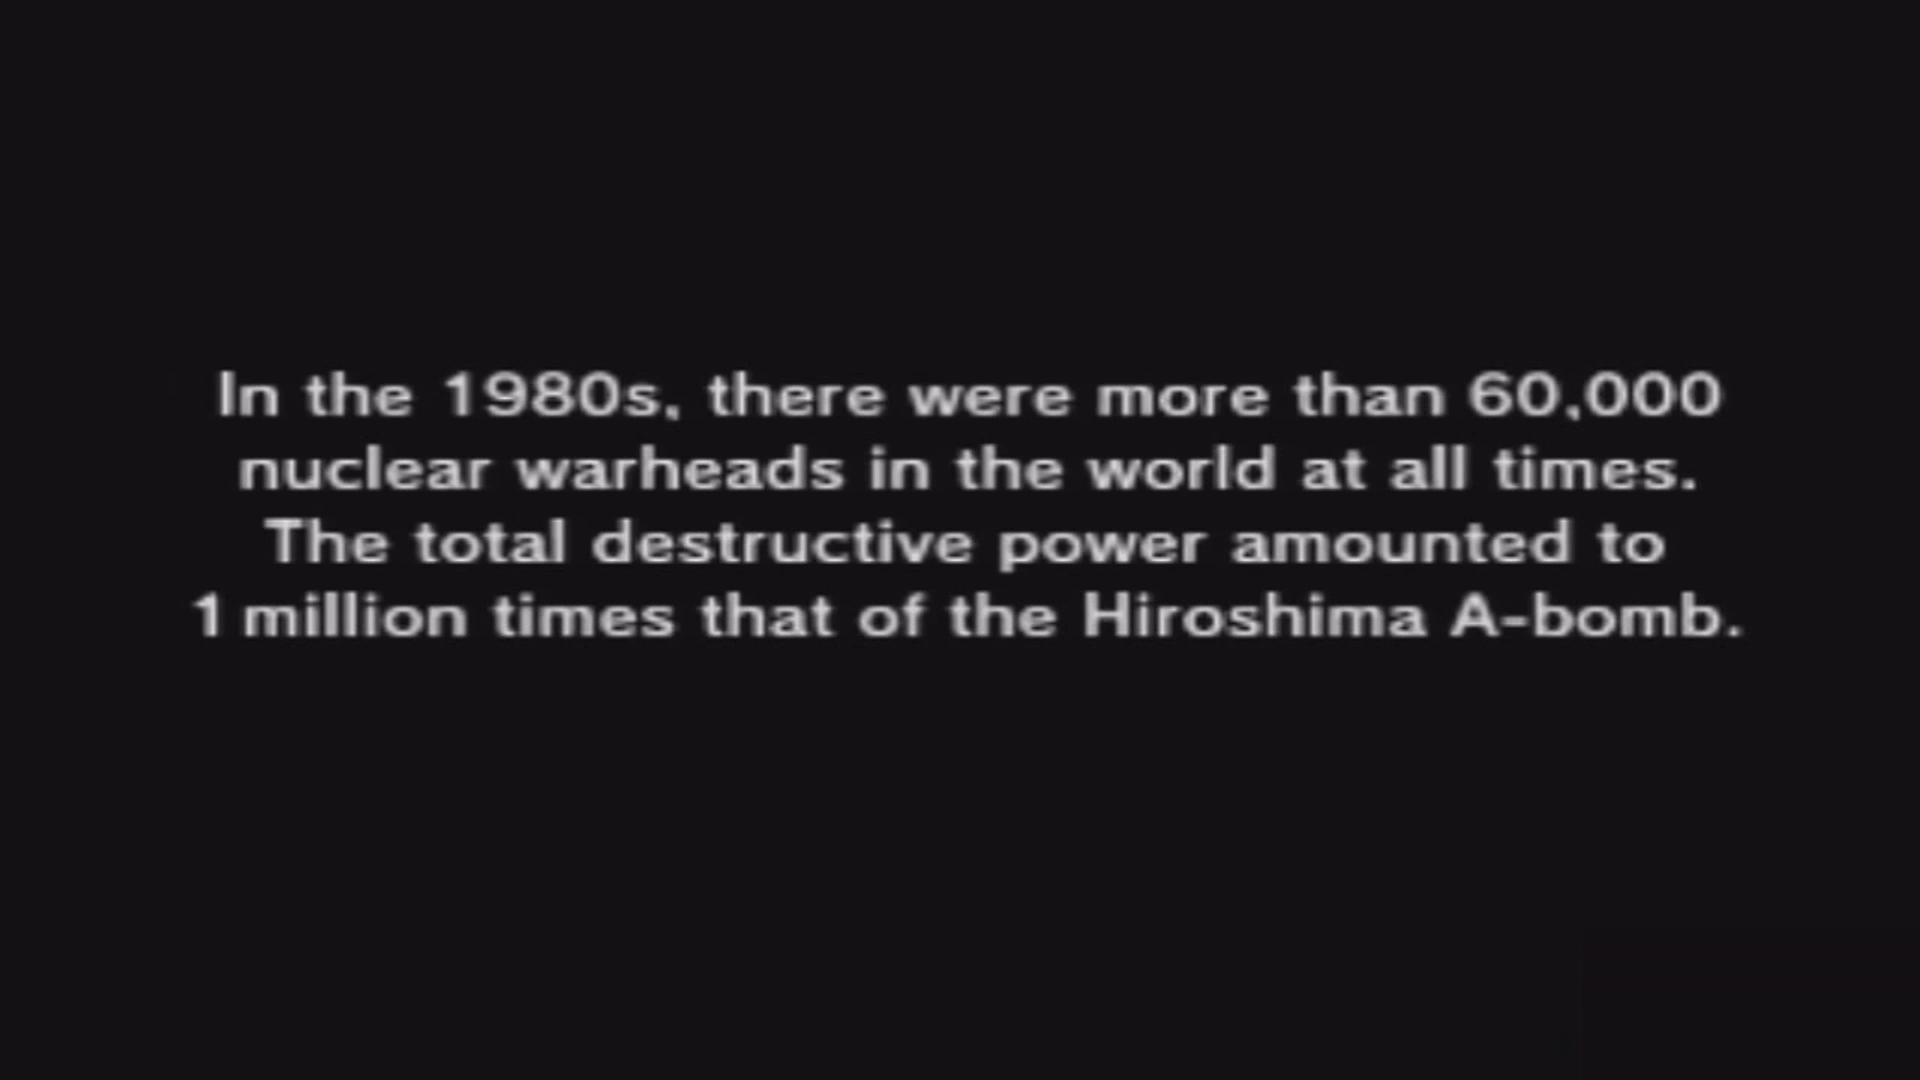 In the 1980s, there were more than 60,000
nuclear warheads in the world at all times.
The total destructive power amounted to
1 million times that of the Hiroshima A-bomb.